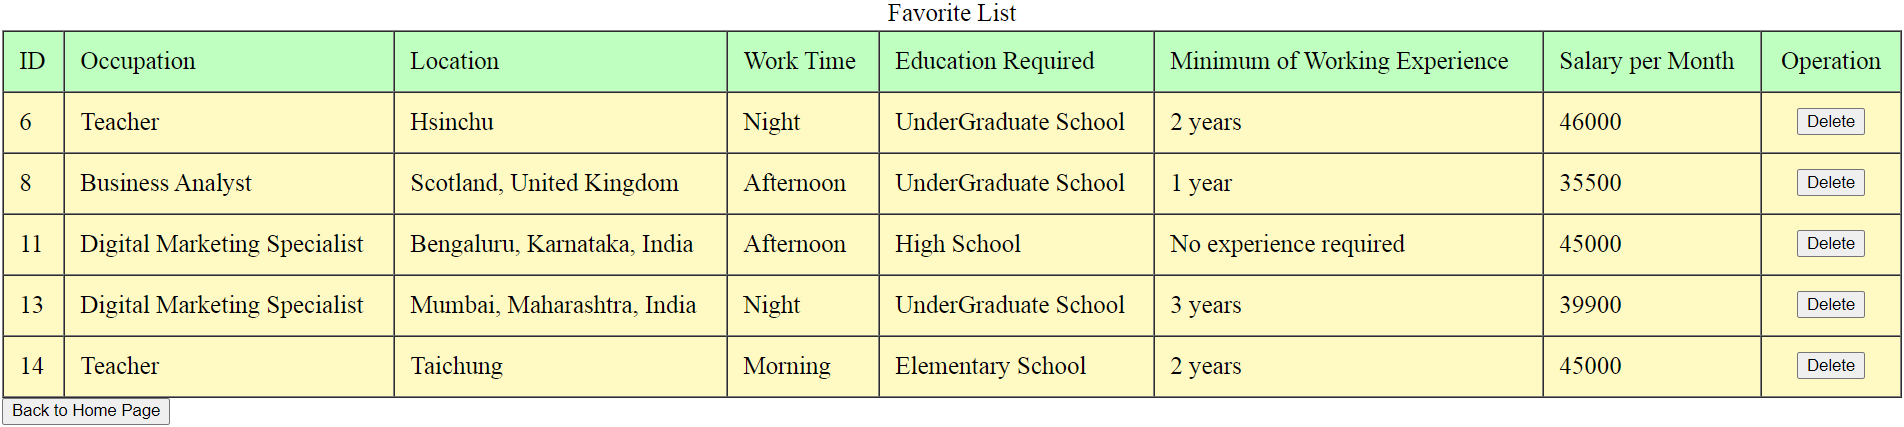 Favorite List
ID Occupation Location Work Time Education Required Minimum of Working Experience Salary per Month Operation
6 Teacher Hsinchu Night UnderGraduate School 2 years 46000 Delete
8 Business Analyst Scotland, United Kingdom Afternoon UnderGraduate School 1 year 35500 Delete
11 Digital Marketing Specialist Bengaluru, Karnataka, India Afternoon High School No experience required 45000 Delete
13 Digital Marketing Specialist Mumbai, Maharashtra, India Night UnderGraduate School 3 years 39900 Delete
14 Teacher Taichung Morning Elementary School 2 years 45000 Delete
Back to Home Page